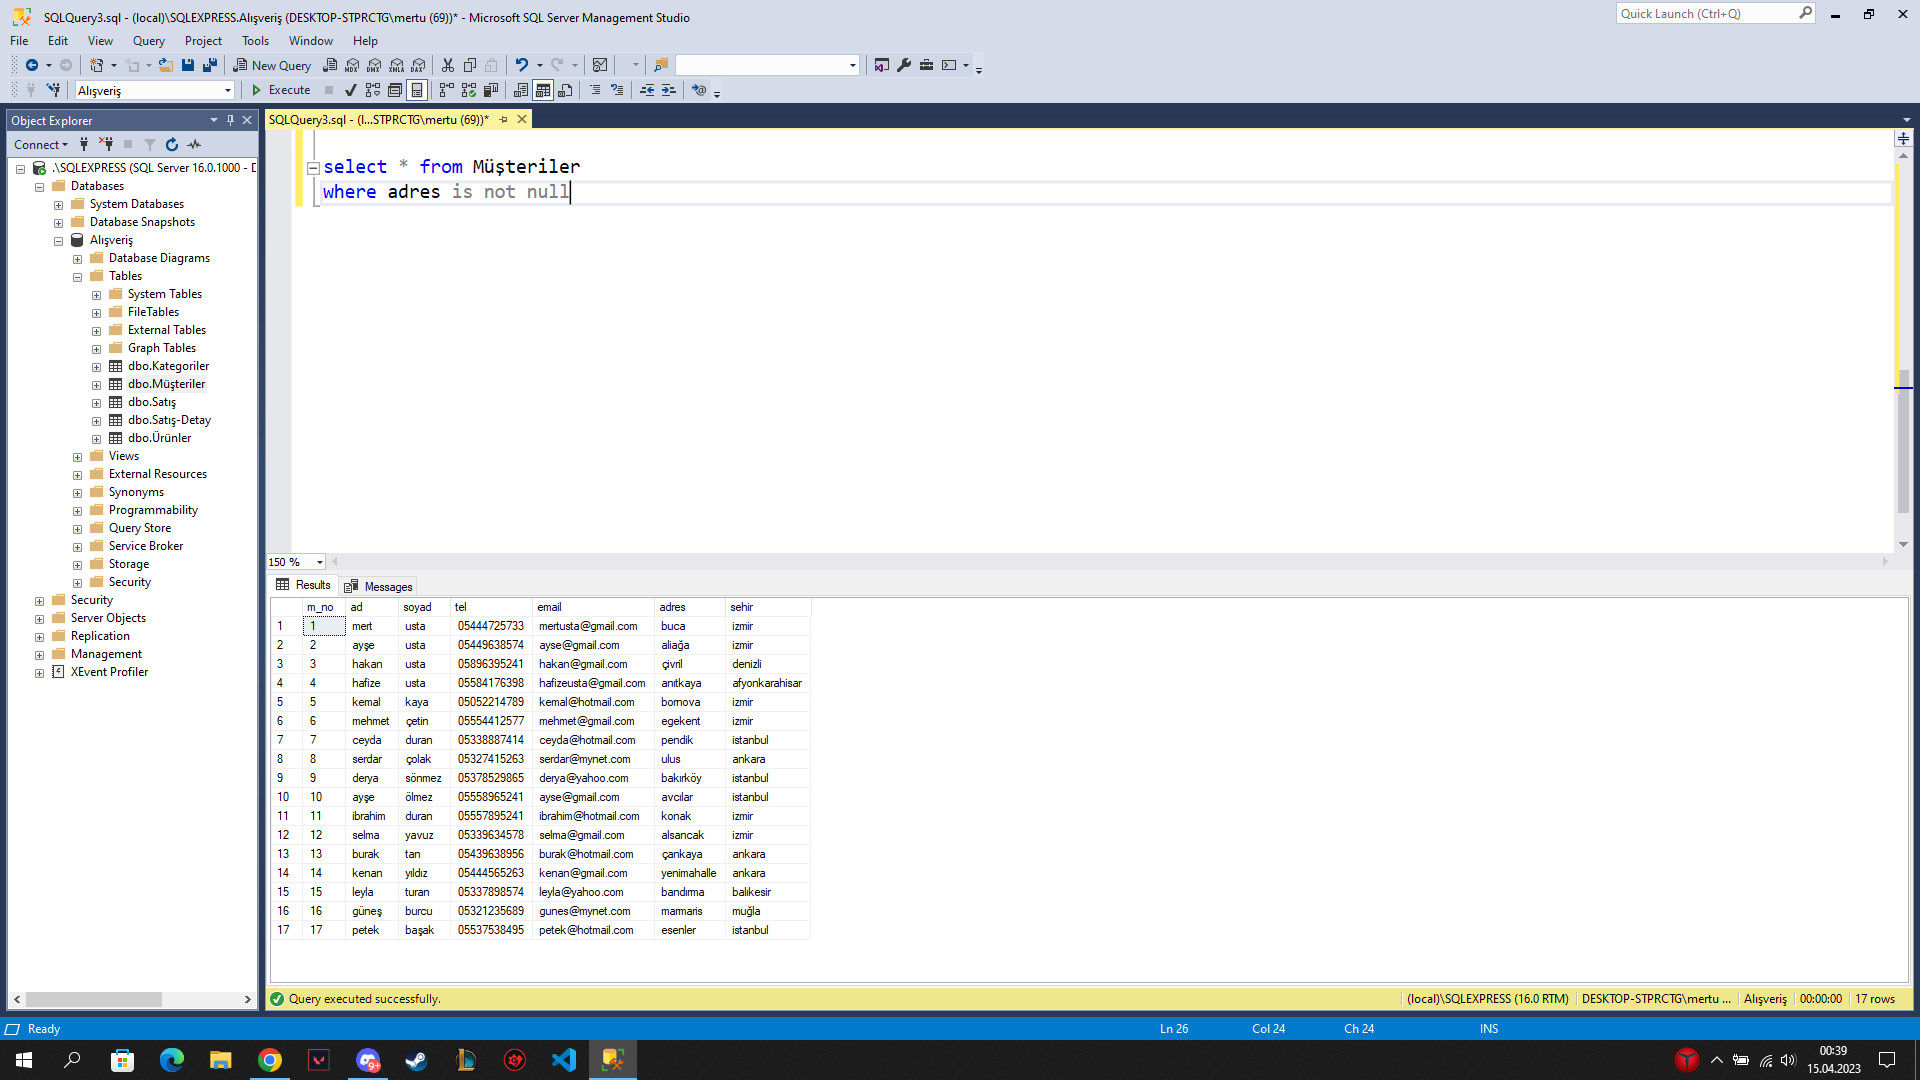 SQLQuery3.sql - (local)\SQLEXPRESS.Alışveriş (DESKTOP-STPRCTG\mertu (69))* - Microsoft SQL Server Management Studio
Quick Launch (Ctrl+Q)
File Edit View Query Project Tools Window Help
New Query
MDX DMX XMLA DAX
Alışveriş
Execute
Object Explorer
Connect
.\SQLEXPRESS (SQL Server 16.0.1000 - D
Databases
System Databases
Database Snapshots
Alışveriş
Database Diagrams
Tables
System Tables
FileTables
External Tables
Graph Tables
dbo.Kategoriler
dbo.Müşteriler
dbo.Satış
dbo.Satış-Detay
dbo.Ürünler
Views
External Resources
Synonyms
Programmability
Query Store
Service Broker
Storage
Security
Security
Server Objects
Replication
Management
XEvent Profiler
SQLQuery3.sql - (l...STPRCTG\mertu (69))*
select * from Müşteriler
where adres is not null
150 %
Results Messages
m_no ad soyad tel email adres sehir
1 1 mert usta 05444725733 mertusta@gmail.com buca izmir
2 2 ayşe usta 05449638574 ayse@gmail.com aliağa izmir
3 3 hakan usta 05896395241 hakan@gmail.com çivril denizli
4 4 hafize usta 05584176398 hafizeusta@gmail.com anıtkaya afyonkarahisar
5 5 kemal kaya 05052214789 kemal@hotmail.com bornova izmir
6 6 mehmet çetin 05554412577 mehmet@gmail.com egekent izmir
7 7 ceyda duran 05338887414 ceyda@hotmail.com pendik istanbul
8 8 serdar çolak 05327415263 serdar@mynet.com ulus ankara
9 9 derya sönmez 05378529865 derya@yahoo.com bakırköy istanbul
10 10 ayşe ölmez 05558965241 ayse@gmail.com avcılar istanbul
11 11 ibrahim duran 05557895241 ibrahim@hotmail.com konak izmir
12 12 selma yavuz 05339634578 selma@gmail.com alsancak izmir
13 13 burak tan 05439638956 burak@hotmail.com çankaya ankara
14 14 kenan yıldız 05444565263 kenan@gmail.com yenimahalle ankara
15 15 leyla turan 05337898574 leyla@yahoo.com bandırma balıkesir
16 16 güneş burcu 05321235689 gunes@mynet.com marmaris muğla
17 17 petek başak 05537538495 petek@hotmail.com esenler istanbul
Query executed successfully.
(local)\SQLEXPRESS (16.0 RTM) DESKTOP-STPRCTG\mertu ... Alışveriş 00:00:00 17 rows
Ready
Ln 26 Col 24 Ch 24 INS
9+
00:39
15.04.2023